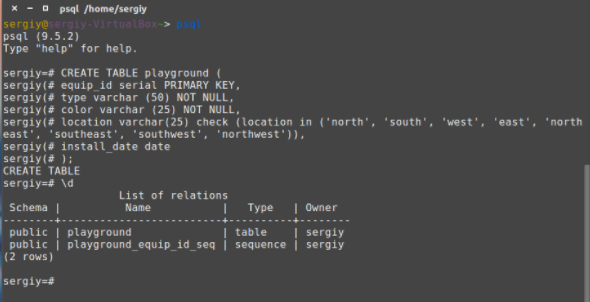 psql /home/sergiy
sergiy@sergiy-VirtualBox~> psql
psql (9.5.2)
Type "help" for help.
sergiy=# CREATE TABLE playground (
sergiy(# equip_id serial PRIMARY KEY,
sergiy(# type varchar (50) NOT NULL,
sergiy(# color varchar (25) NOT NULL,
sergiy(# location varchar(25) check (location in ('north', 'south', 'west', 'east', 'north
east', 'southeast', 'southwest', 'northwest')),
sergiy(# install_date date
sergiy(# );
CREATE TABLE
sergiy=# \d
List of relations
Schema | Name | Type | Owner
--------+-------------------------+----------+--------
public | playground | table | sergiy
public | playground_equip_id_seq | sequence | sergiy
(2 rows)
sergiy=#